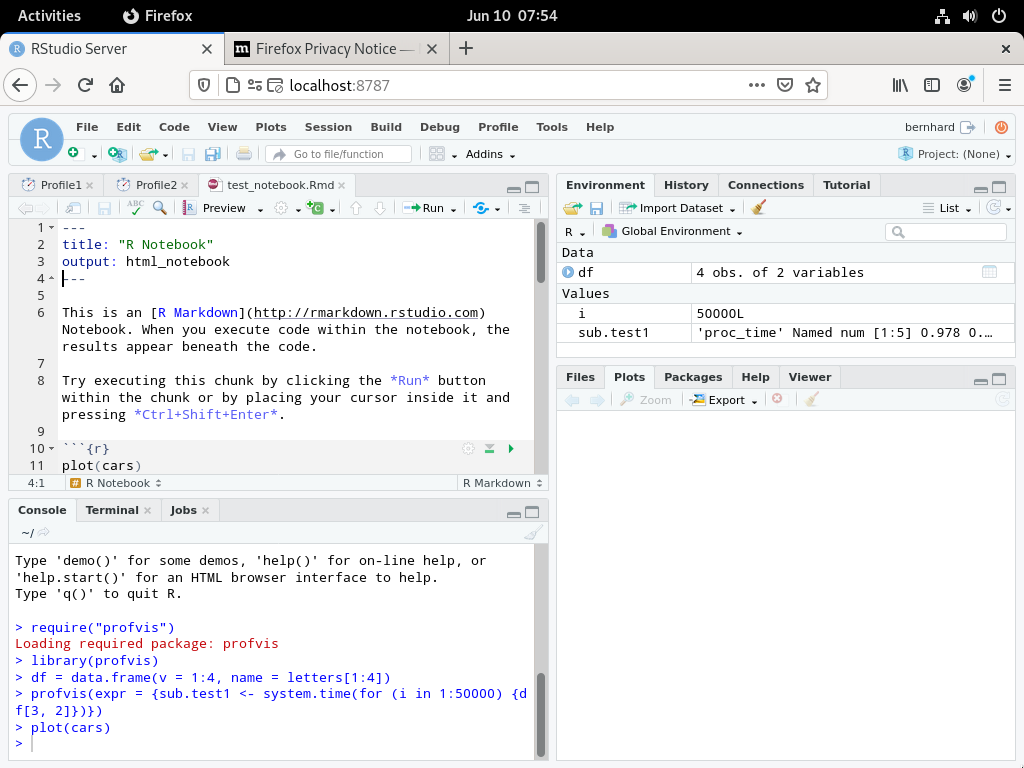 Activities
Firefox
Jun 10 07:54
RStudio Server
Firefox Privacy Notice —
localhost:8787
R
File Edit Code View Plots Session Build Debug Profile Tools Help
bernhard
Go to file/function
Addins
Project: (None)
Profile1
Profile2
test_notebook.Rmd
ABC
Preview
Run
1 ---
2 title: "R Notebook"
3 output: html_notebook
4 ---
5
6 This is an [R Markdown](http://rmarkdown.rstudio.com)
Notebook. When you execute code within the notebook, the
results appear beneath the code.
7
8 Try executing this chunk by clicking the *Run* button
within the chunk or by placing your cursor inside it and
pressing *Ctrl+Shift+Enter*.
9
10 ```{r}
11 plot(cars)
4:1
# R Notebook
R Markdown
Console Terminal Jobs
~/
Type 'demo()' for some demos, 'help()' for on-line help, or
'help.start()' for an HTML browser interface to help.
Type 'q()' to quit R.
> require("profvis")
Loading required package: profvis
> library(profvis)
> df = data.frame(v = 1:4, name = letters[1:4])
> profvis(expr = {sub.test1 <- system.time(for (i in 1:50000) {d
f[3, 2]})})
> plot(cars)
>
Environment History Connections Tutorial
Import Dataset
List
R
Global Environment
Data
df 4 obs. of 2 variables
Values
i 50000L
sub.test1 'proc_time' Named num [1:5] 0.978 0.…
Files Plots Packages Help Viewer
Zoom
Export